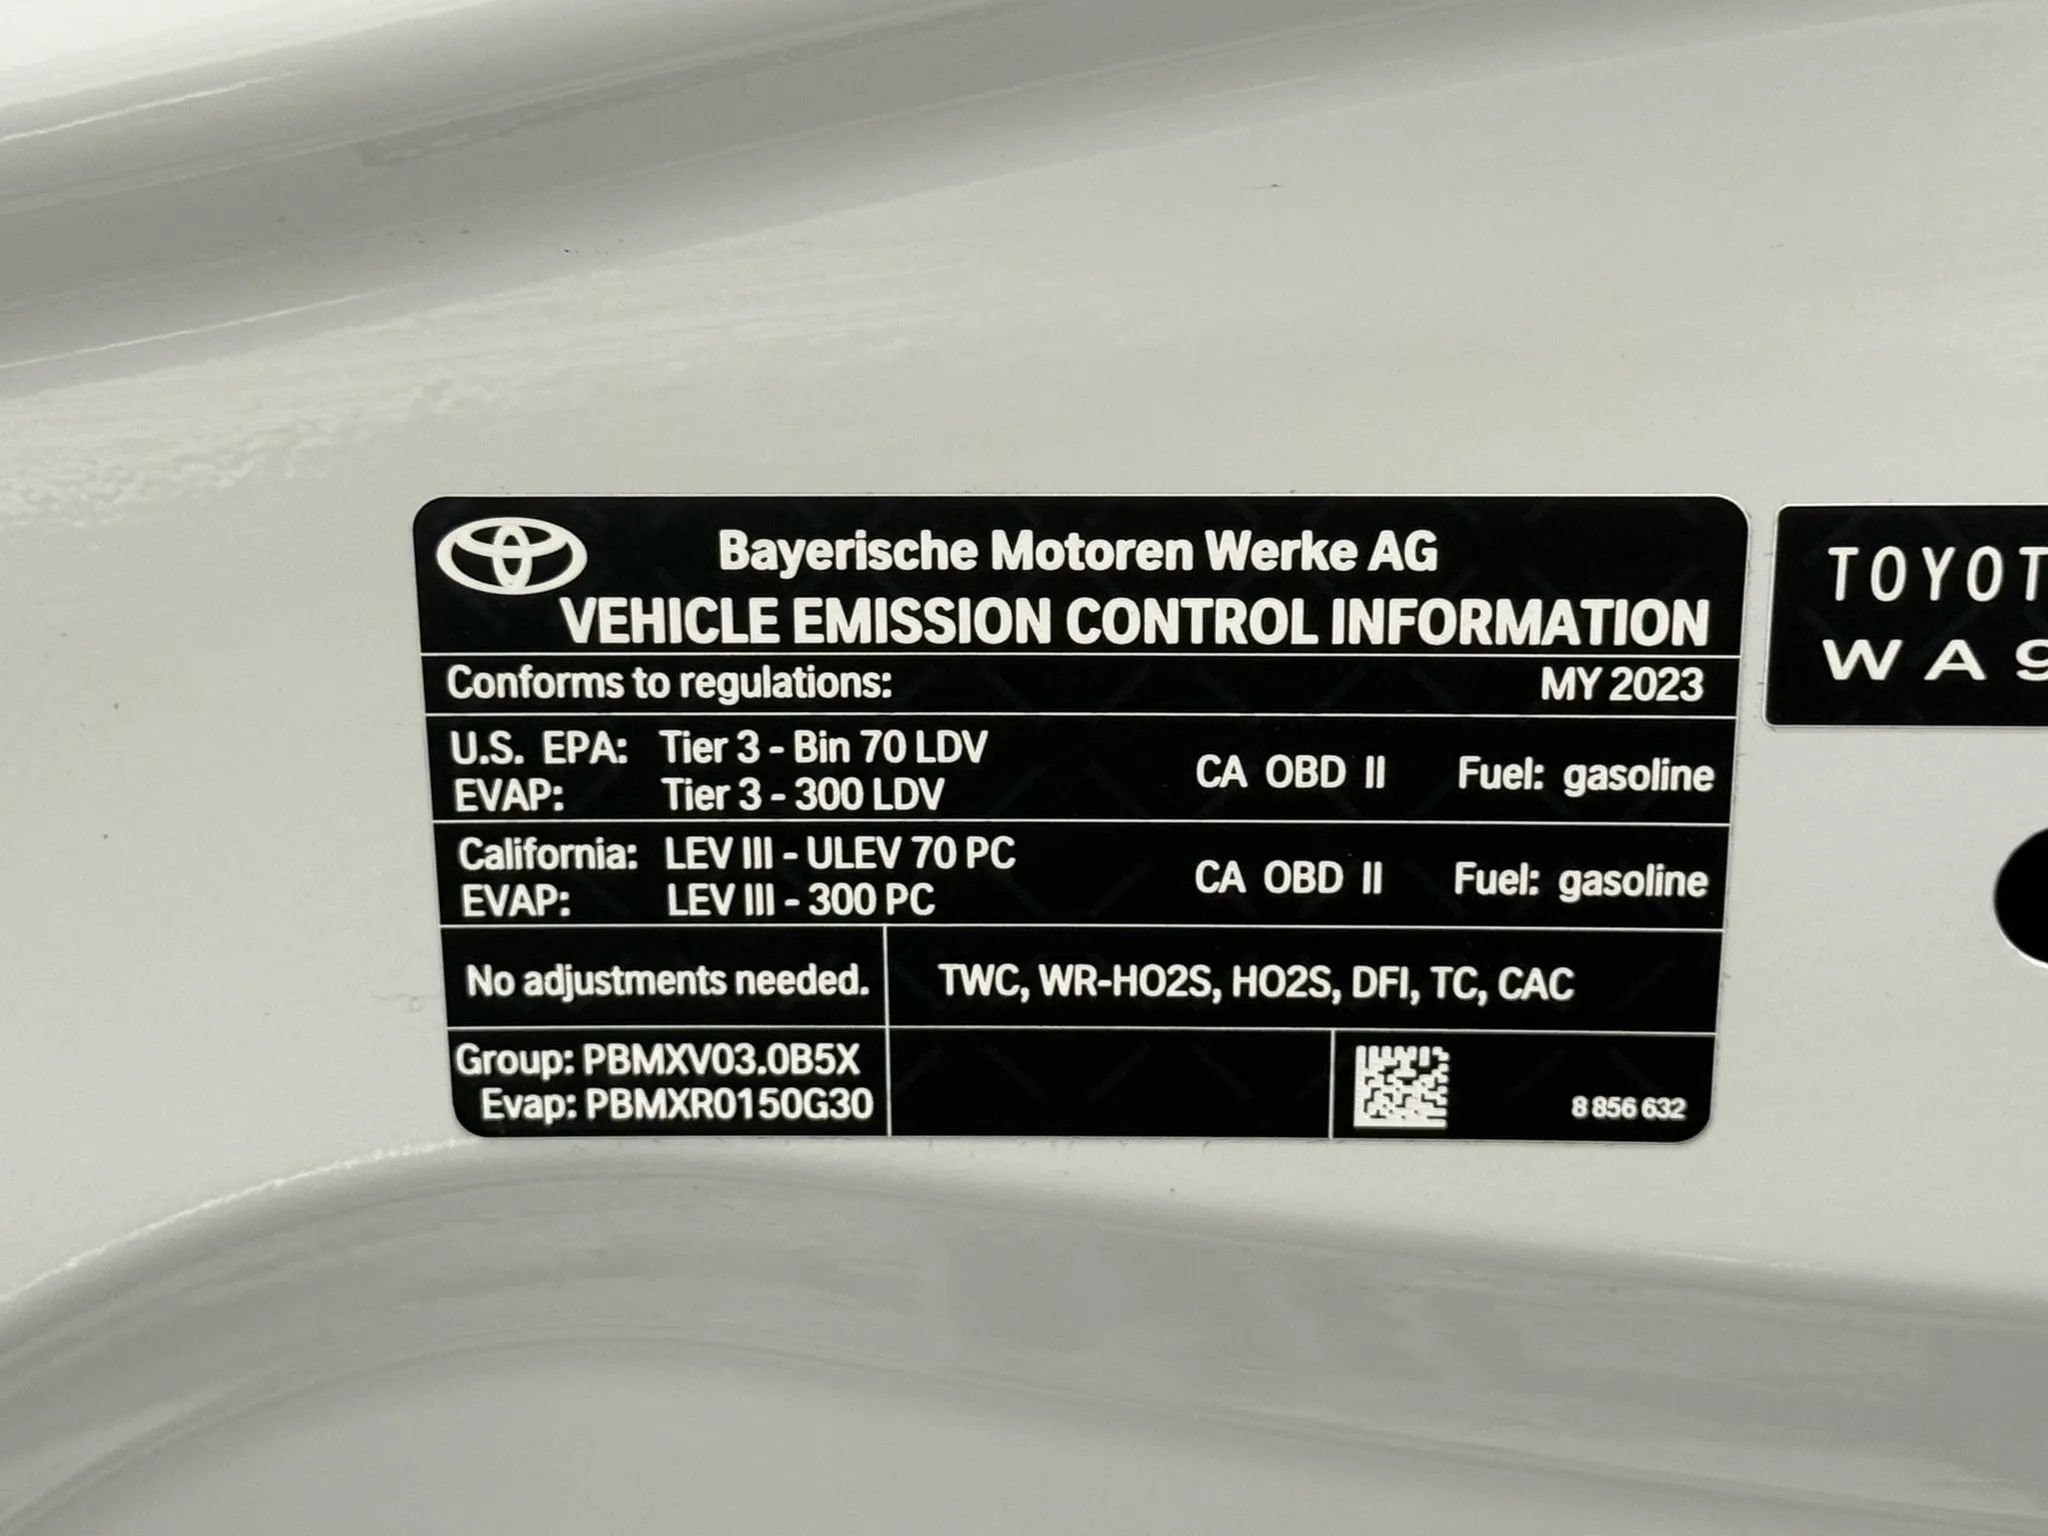 Bayerische Motoren Werke AG
VEHICLE EMISSION CONTROL INFORMATION
Conforms to regulations: MY 2023
U.S. EPA: Tier 3 - Bin 70 LDV
EVAP: Tier 3 - 300 LDV
CA OBD II Fuel: gasoline
California: LEV III - ULEV 70 PC
EVAP: LEV III - 300 PC
CA OBD II Fuel: gasoline
No adjustments needed.
TWC, WR-HO2S, HO2S, DFI, TC, CAC
Group: PBMXV03.0B5X
Evap: PBMXR0150G30
8 856 632
TOYOT
WA9